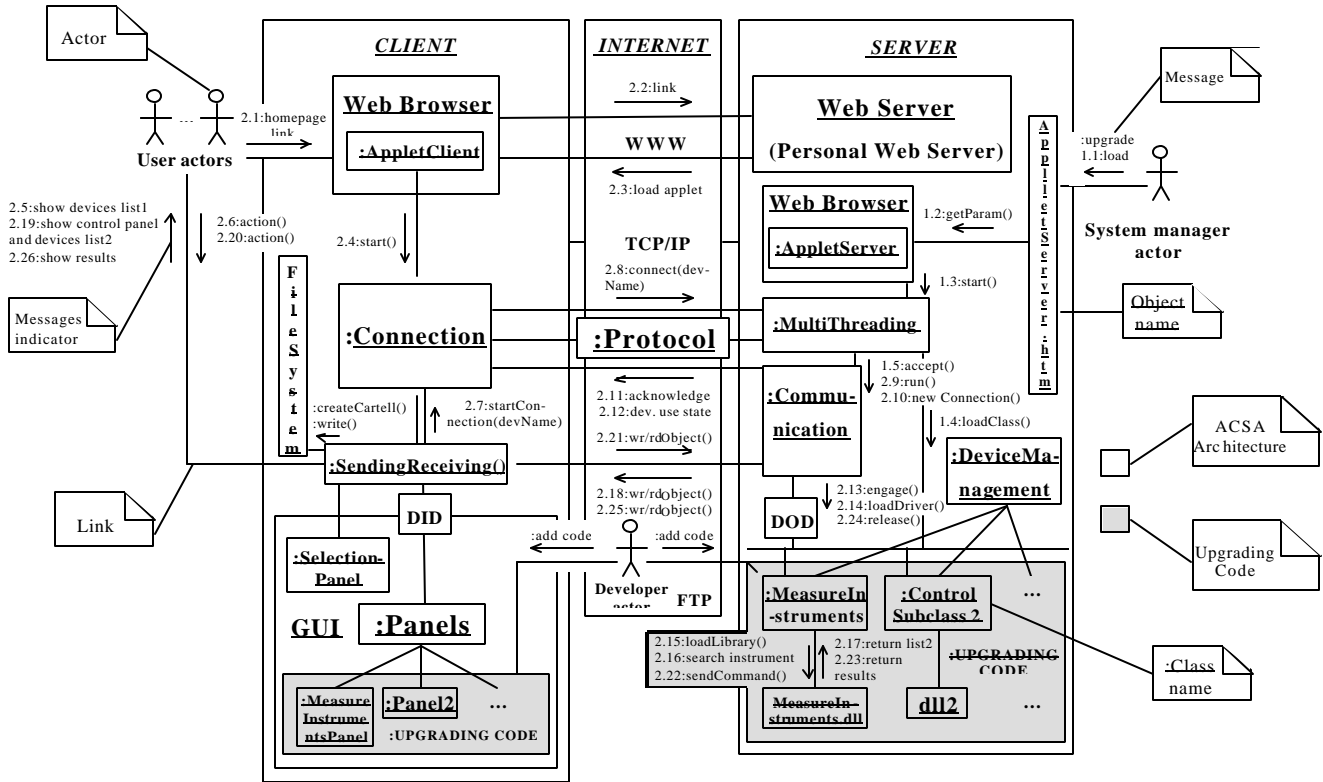 Actor
CLIENT
INTERNET
SERVER
Message
2.1:homepage
link
User actors
...
Web Browser
:AppletClient
2.2:link
WWW
2.3:load applet
Web Server
(Personal Web Server)
AppletServer.htm
:upgrade
1.1:load
System manager
actor
2.5:show devices list1
2.19:show control panel
and devices list2
2.26:show results
2.6:action()
2.20:action()
2.4:start()
TCP/IP
2.8:connect(dev-
Name)
Web Browser
:AppletServer
1.2:getParam()
1.3:start()
Messages
indicator
FileSystem
:Connection
:Protocol
:MultiThreading
Object
name
:createCartell()
:write()
2.7:startCon-
nection(devName)
2.11:acknowledge
2.12:dev. use state
2.21:wr/rdObject()
:Commu-
nication
1.5:accept()
2.9:run()
2.10:new Connection()
1.4:loadClass()
ACSA
Architecture
:SendingReceiving()
2.18:wr/rdObject()
2.25:wr/rdObject()
:DeviceMa-
nagement
Link
DID
DOD
2.13:engage()
2.14:loadDriver()
2.24:release()
:add code
:add code
Upgrading
Code
:Selection-
Panel
Developer
actor
FTP
:MeasureIn
-struments
:Control
Subclass 2
...
GUI
:Panels
2.15:loadLibrary()
2.16:search instrument
2.22:sendCommand()
2.17:return list2
2.23:return
results
:UPGRADING
CODE
:Class
name
:Measure
Instrume
ntsPanel
:Panel2
...
:UPGRADING CODE
MeasureIn-
struments.dll
dll2
...